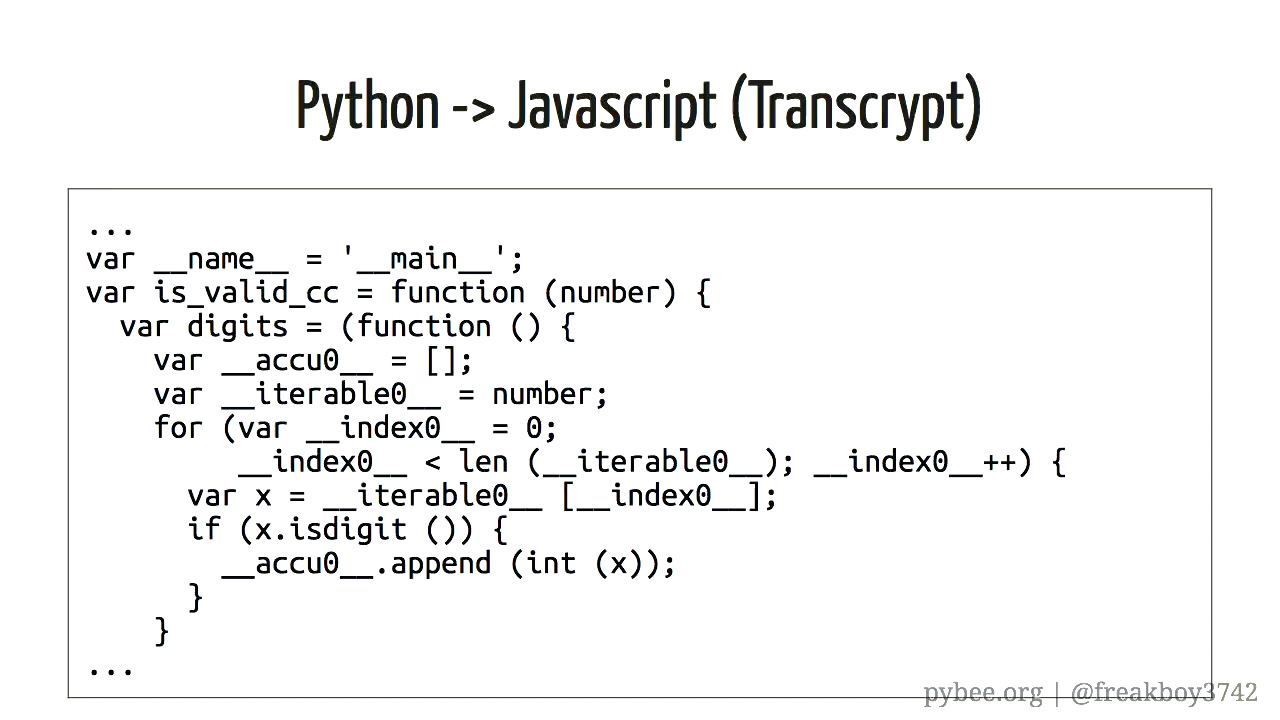 Python -> Javascript (Transcrypt)
...
var __name__ = '__main__';
var is_valid_cc = function (number) {
  var digits = (function () {
    var __accu0__ = [];
    var __iterable0__ = number;
    for (var __index0__ = 0;
         __index0__ < len (__iterable0__); __index0__++) {
      var x = __iterable0__ [__index0__];
      if (x.isdigit ()) {
        __accu0__.append (int (x));
      }
    }
...
pybee.org | @freakboy3742